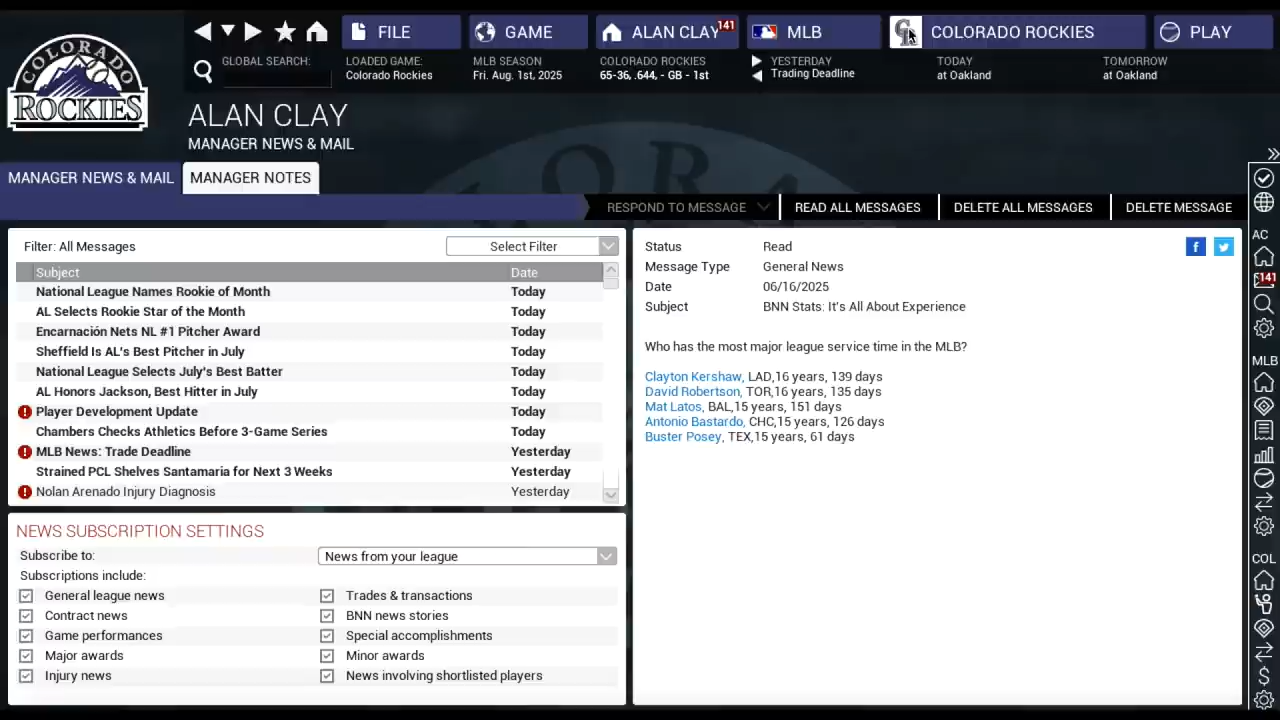 COLORADO
ROCKIES
FILE
GAME
ALAN CLAY 141
MLB
COLORADO ROCKIES
PLAY
GLOBAL SEARCH:
LOADED GAME:
Colorado Rockies
MLB SEASON
Fri. Aug. 1st, 2025
COLORADO ROCKIES
65-36, .644, - GB - 1st
YESTERDAY
Trading Deadline
TODAY
at Oakland
TOMORROW
at Oakland
ALAN CLAY
MANAGER NEWS & MAIL
MANAGER NEWS & MAIL
MANAGER NOTES
RESPOND TO MESSAGE
READ ALL MESSAGES
DELETE ALL MESSAGES
DELETE MESSAGE
Filter: All Messages
Select Filter
Subject Date
National League Names Rookie of Month Today
AL Selects Rookie Star of the Month Today
Encarnación Nets NL #1 Pitcher Award Today
Sheffield Is AL's Best Pitcher in July Today
National League Selects July's Best Batter Today
AL Honors Jackson, Best Hitter in July Today
Player Development Update Today
Chambers Checks Athletics Before 3-Game Series Today
MLB News: Trade Deadline Yesterday
Strained PCL Shelves Santamaria for Next 3 Weeks Yesterday
Nolan Arenado Injury Diagnosis Yesterday
NEWS SUBSCRIPTION SETTINGS
Subscribe to: News from your league
Subscriptions include:
General league news Trades & transactions
Contract news BNN news stories
Game performances Special accomplishments
Major awards Minor awards
Injury news News involving shortlisted players
Status Read
Message Type General News
Date 06/16/2025
Subject BNN Stats: It's All About Experience
Who has the most major league service time in the MLB?
Clayton Kershaw, LAD,16 years, 139 days
David Robertson, TOR,16 years, 135 days
Mat Latos, BAL,15 years, 151 days
Antonio Bastardo, CHC,15 years, 126 days
Buster Posey, TEX,15 years, 61 days
AC
141
MLB
COL